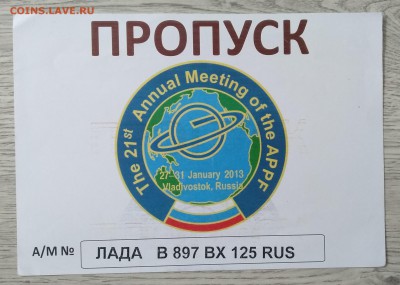 COINS.LAVE.RU
ПРОПУСК
The 21st Annual Meeting of the APPF
27-31 January 2013
Vladivostok, Russia
А/М № ЛАДА В 897 ВХ 125 RUS